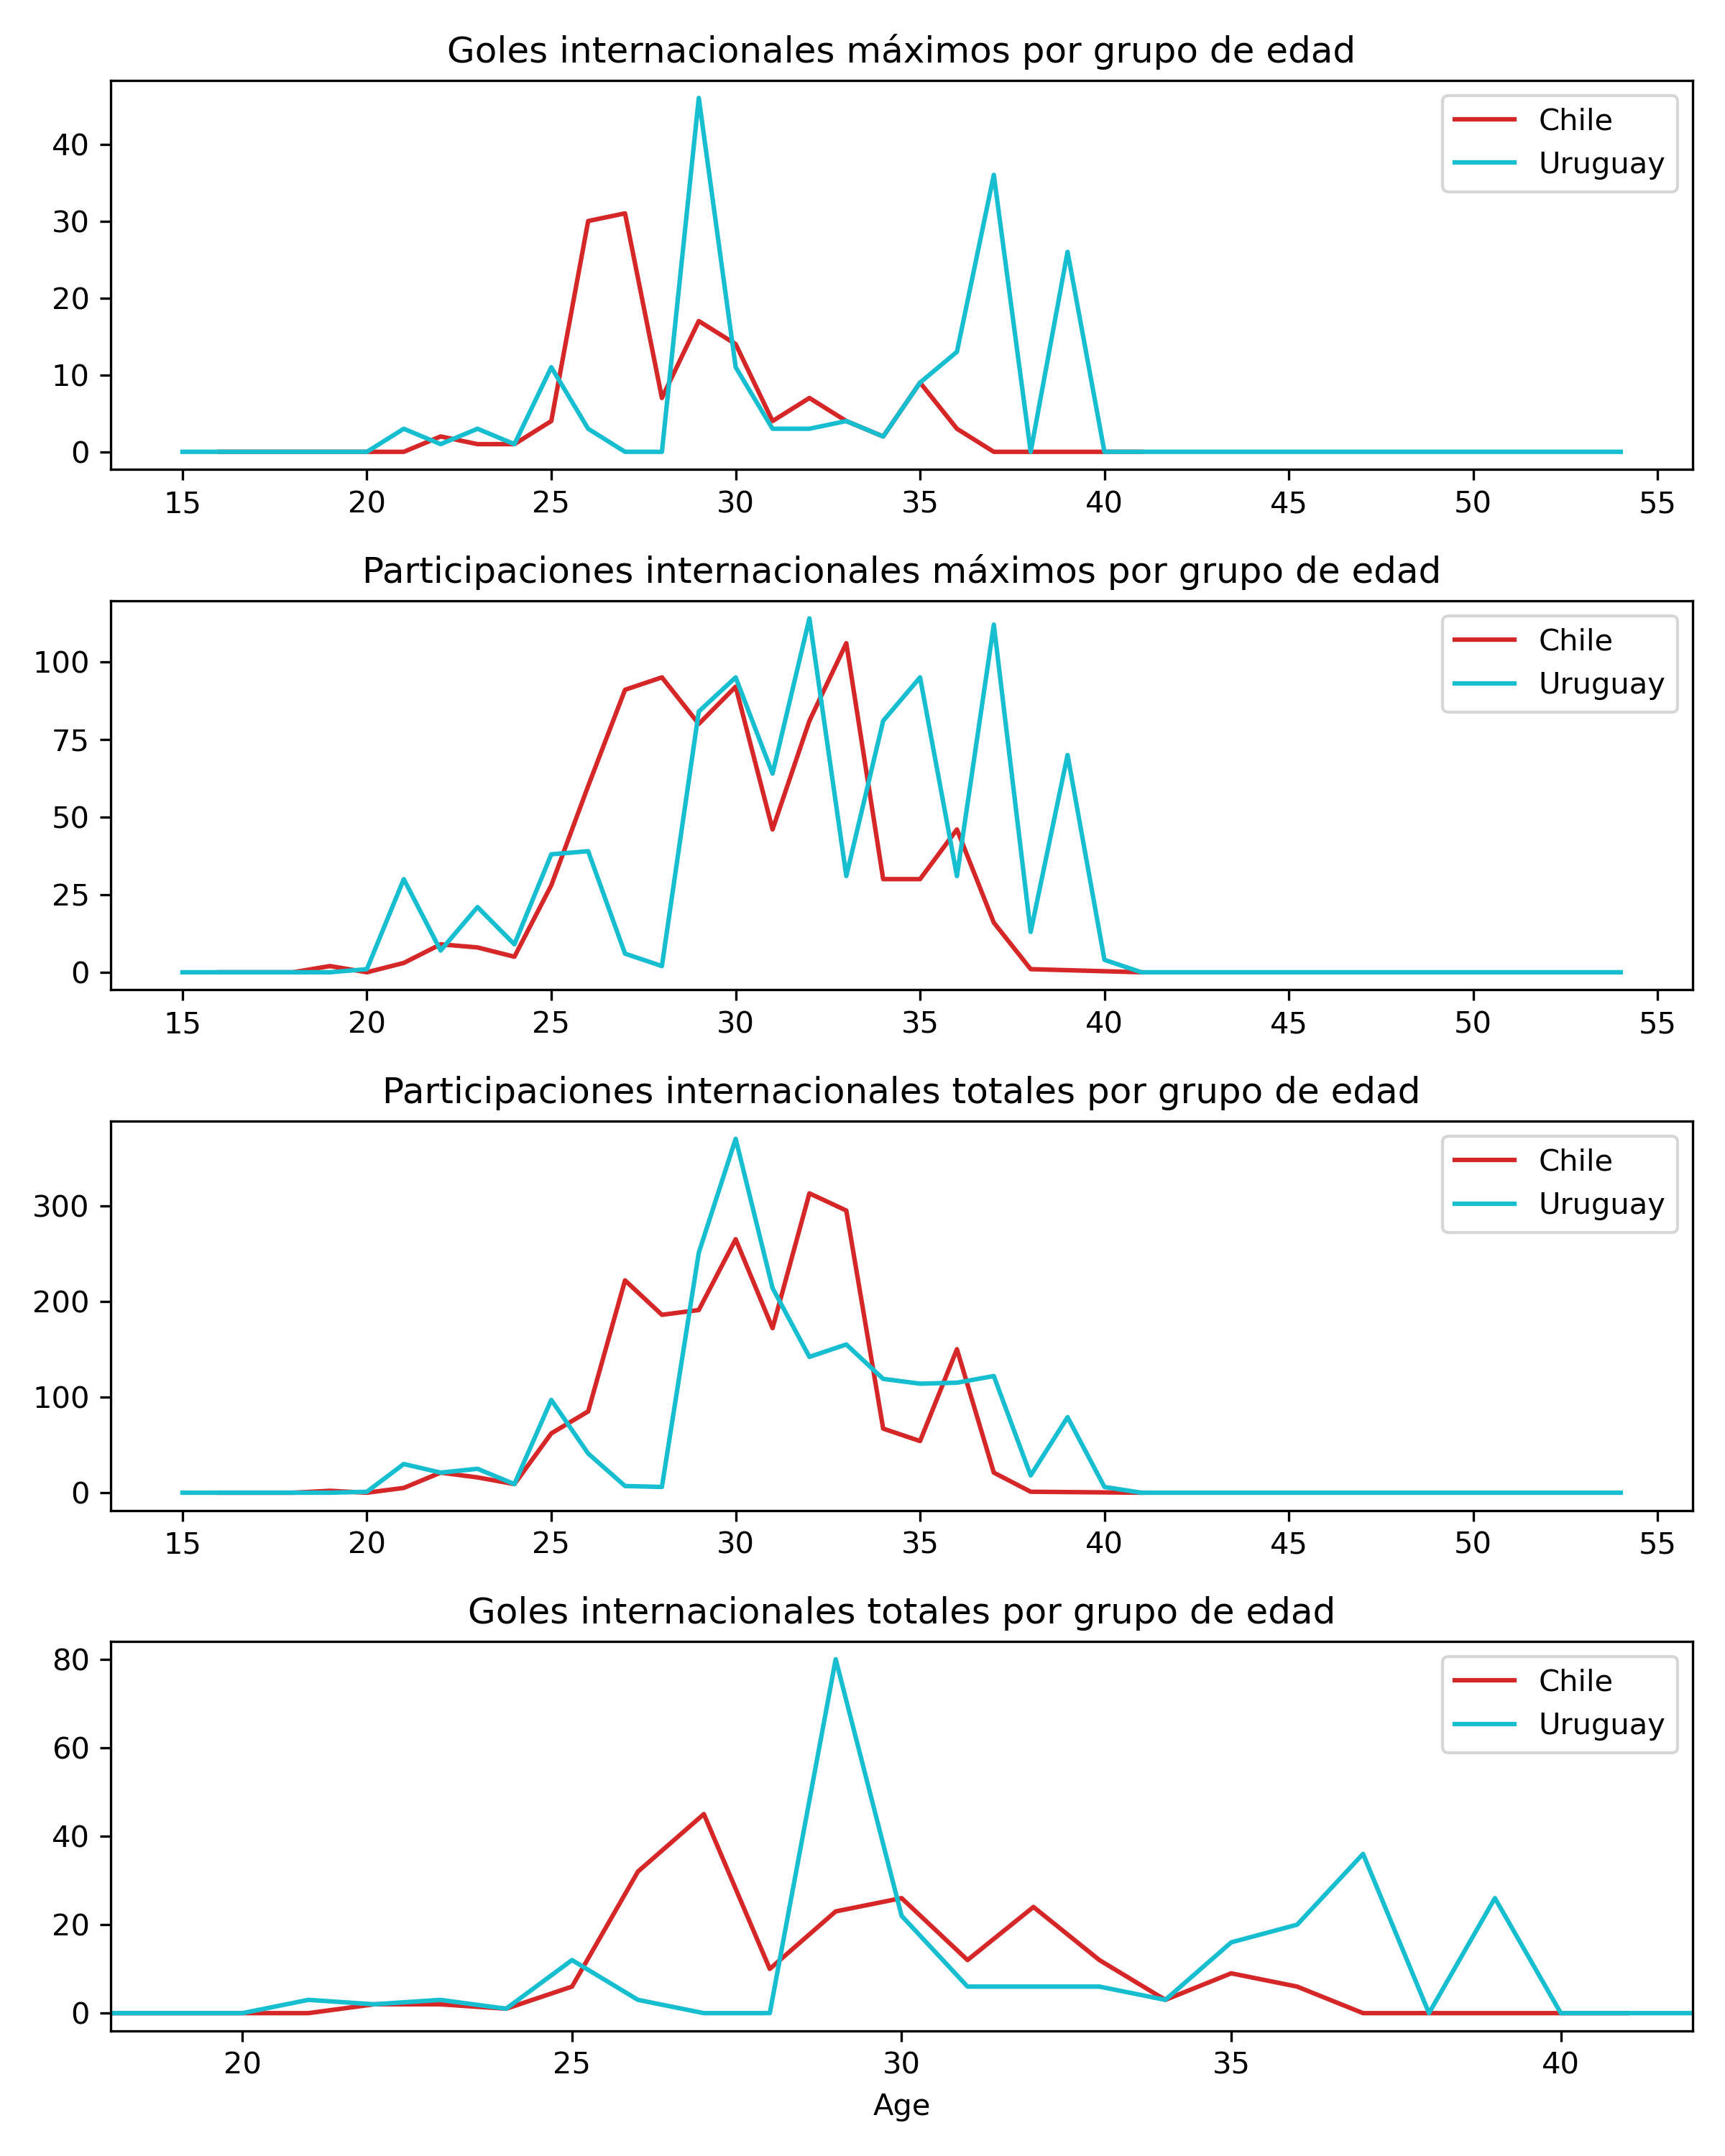 Goles internacionales máximos por grupo de edad
Chile
Uruguay
40
30
20
10
0
15 20 25 30 35 40 45 50 55
Participaciones internacionales máximos por grupo de edad
Chile
Uruguay
100
75
50
25
0
15 20 25 30 35 40 45 50 55
Participaciones internacionales totales por grupo de edad
Chile
Uruguay
300
200
100
0
15 20 25 30 35 40 45 50 55
Goles internacionales totales por grupo de edad
Chile
Uruguay
80
60
40
20
0
20 25 30 35 40
Age